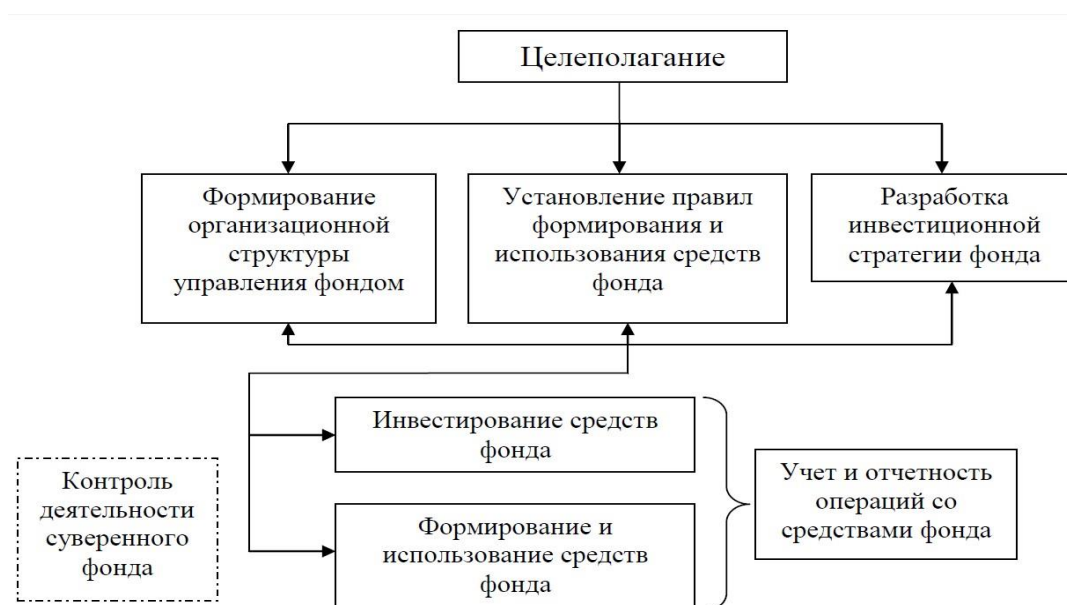 Целеполагание
Формирование
организационной
структуры
управления фондом
Установление правил
формирования и
использования средств
фонда
Разработка
инвестиционной
стратегии фонда
Инвестирование средств
фонда
Контроль
деятельности
суверенного
фонда
Формирование и
использование средств
фонда
Учет и отчетность
операций со
средствами фонда